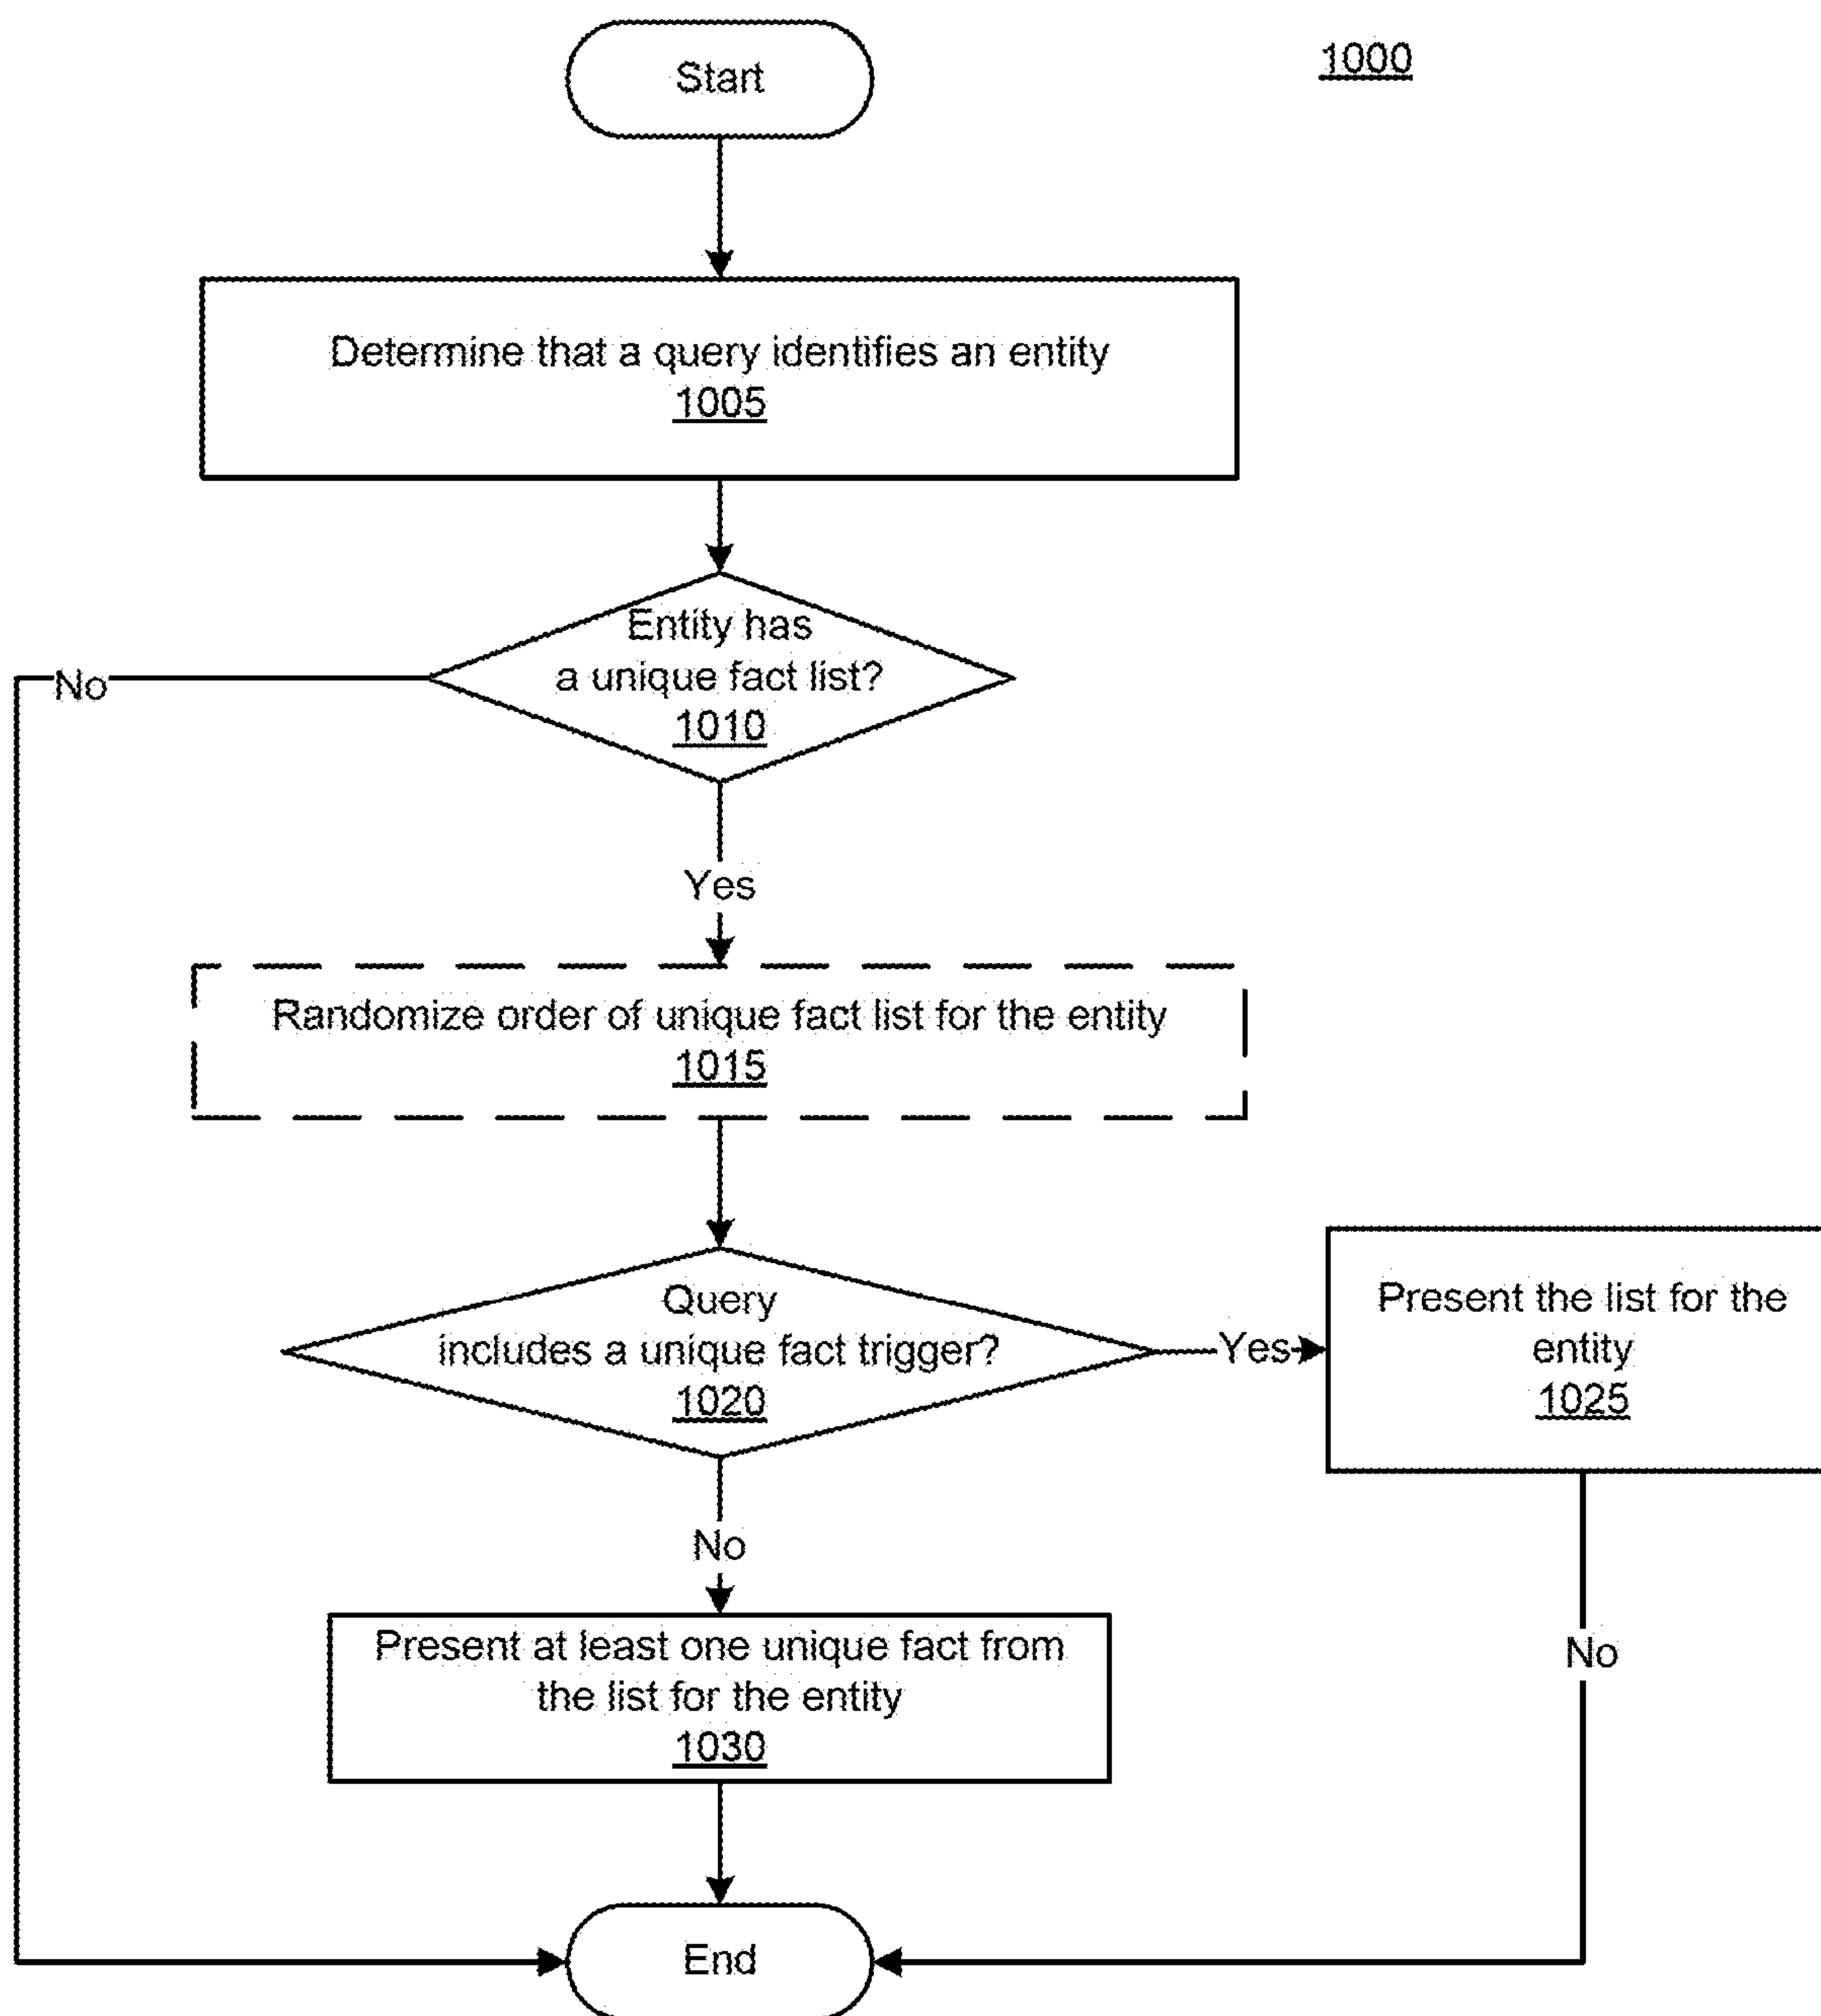 Start
1000
Determine that a query identifies an entity
1005
Entity has
a unique fact list?
1010
No
Yes
Randomize order of unique fact list for the entity
1015
Query
includes a unique fact trigger?
1020
Yes
Present the list for the
entity
1025
No
No
Present at least one unique fact from
the list for the entity
1030
End